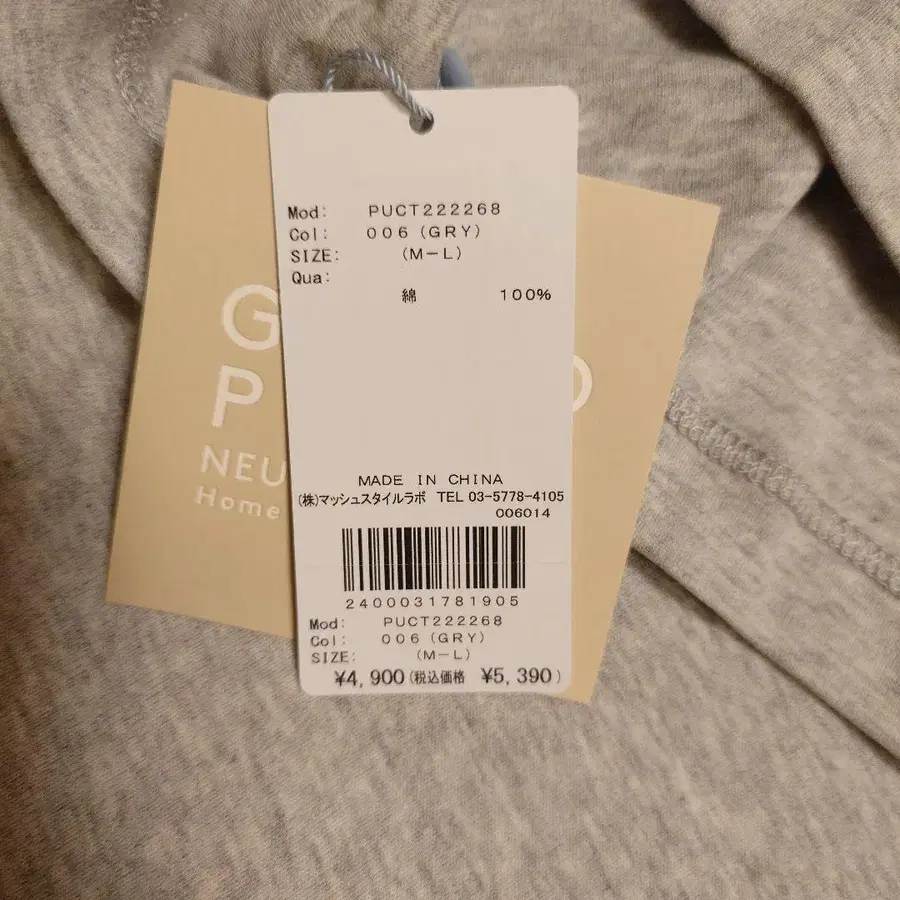 Mod: PUCT222268
Col: 006 (GRY)
SIZE: (M-L)
Qua:
綿 100%
MADE IN CHINA
(株)マッシュスタイルラボ TEL 03-5778-4105
006014
2400031781905
Mod: PUCT222268
Col: 006 (GRY)
SIZE: (M-L)
¥4,900(税込価格 ¥5,390)
Home